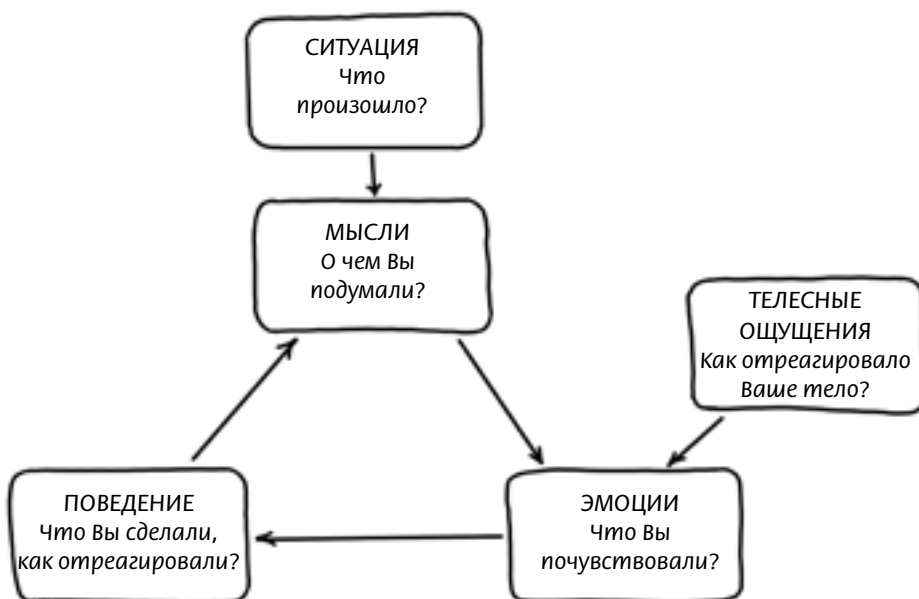 СИТУАЦИЯ
Что
произошло?
МЫСЛИ
О чем Вы
подумали?
ТЕЛЕСНЫЕ
ОЩУЩЕНИЯ
Как отреагировало
Ваше тело?
ПОВЕДЕНИЕ
Что Вы сделали,
как отреагировали?
ЭМОЦИИ
Что Вы
почувствовали?